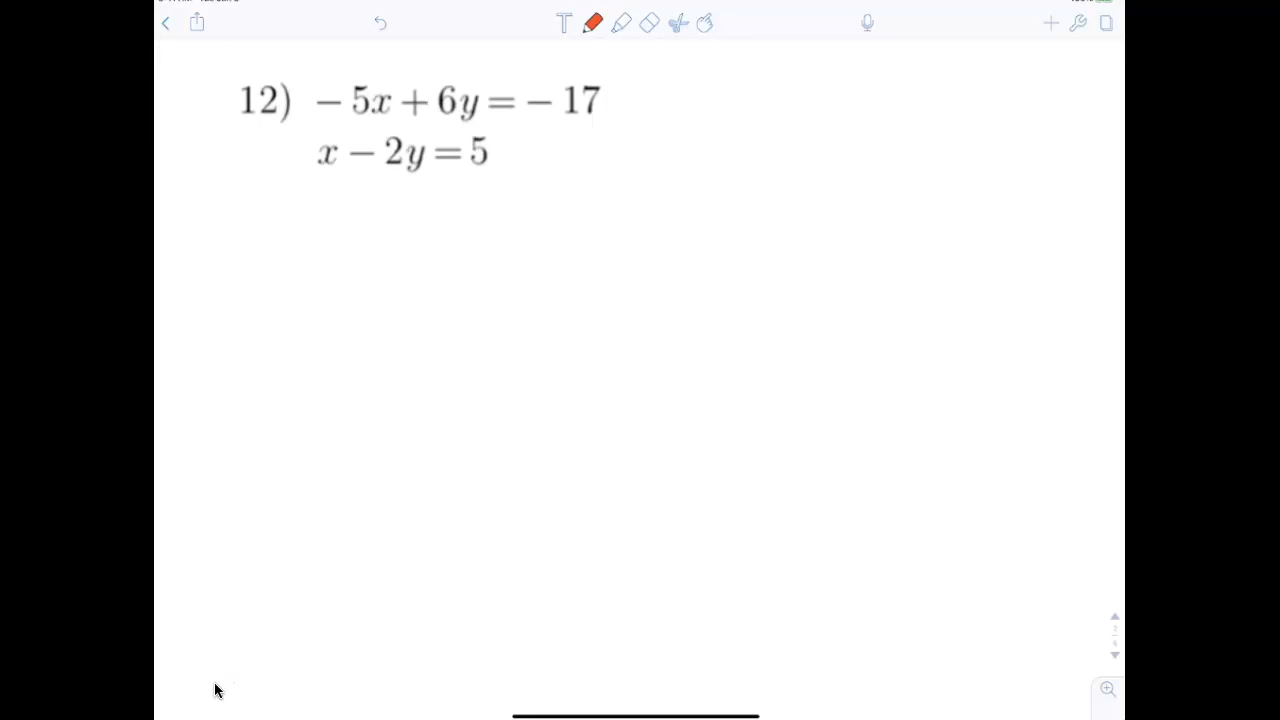 12) − 5x + 6y = − 17
x − 2y = 5